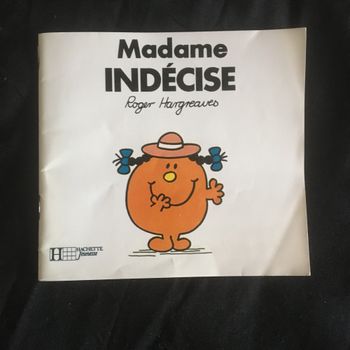 Madame
INDÉCISE
Roger Hargreaves
H HACHETTE
Jeunesse